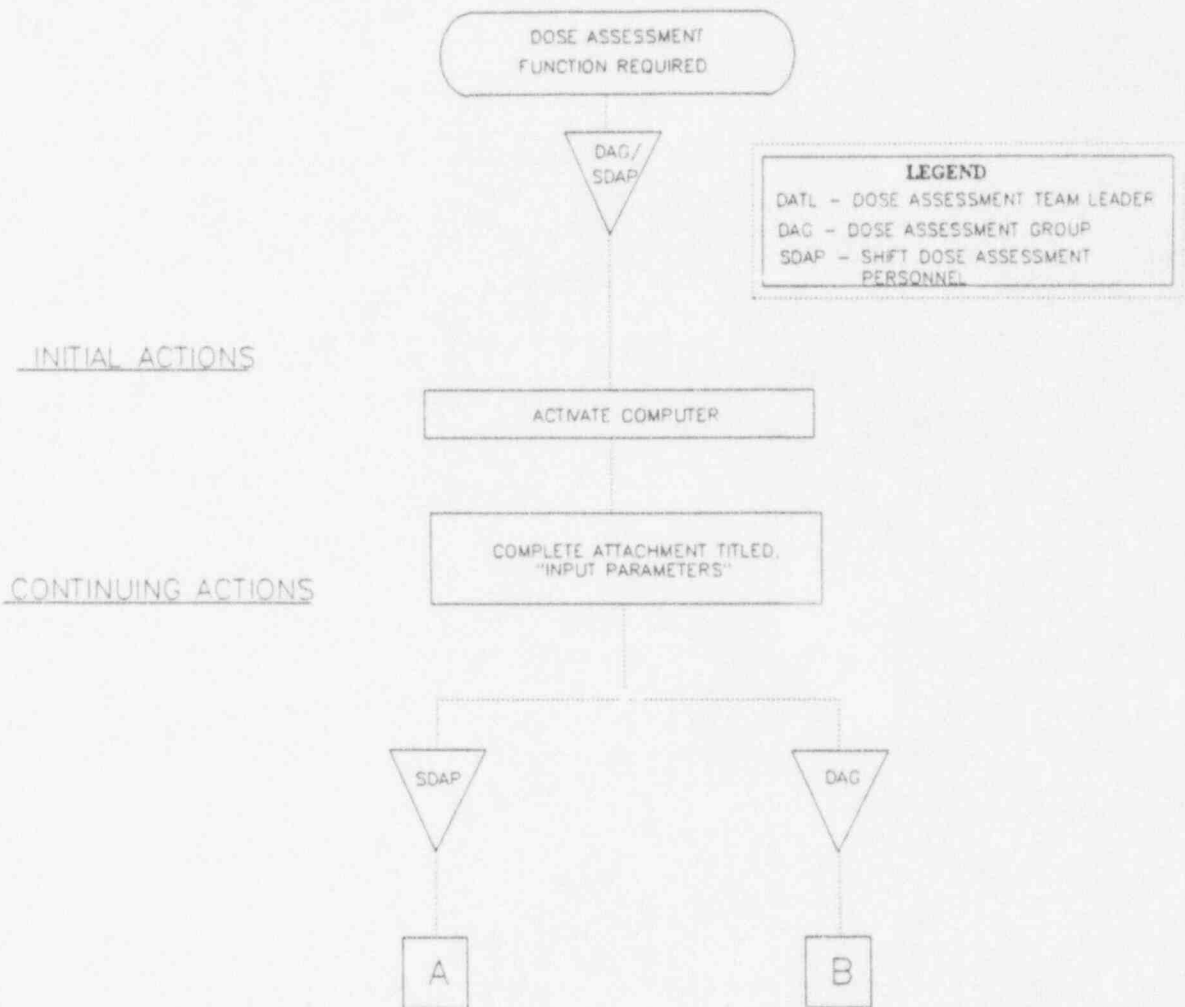 DOSE ASSESSMENT
FUNCTION REQUIRED
DAG/
SDAP
LEGEND
DATL - DOSE ASSESSMENT TEAM LEADER
DAG - DOSE ASSESSMENT GROUP
SDAP - SHIFT DOSE ASSESSMENT
PERSONNEL
INITIAL ACTIONS
ACTIVATE COMPUTER
COMPLETE ATTACHMENT TITLED,
"INPUT PARAMETERS"
CONTINUING ACTIONS
SDAP
DAG
A
B